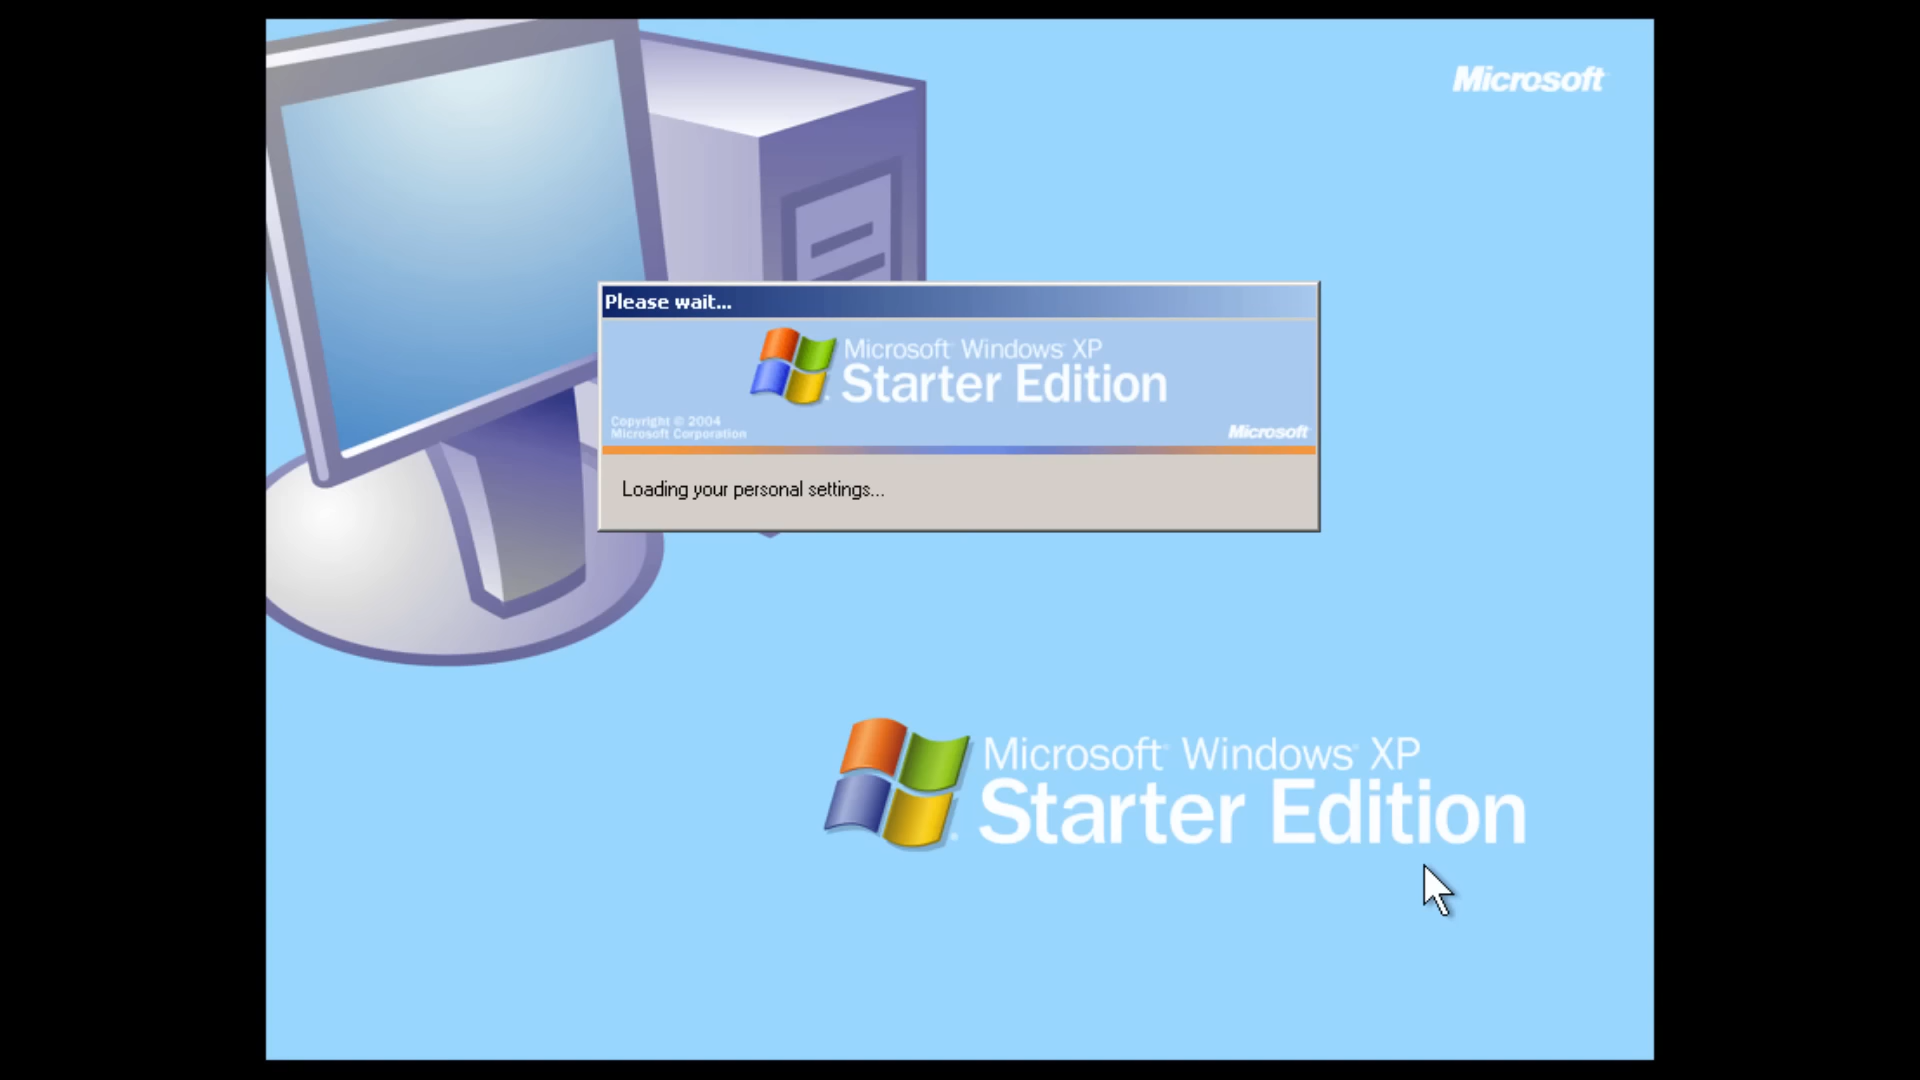 Microsoft
Please wait...
Microsoft Windows XP
Starter Edition
Copyright © 2004
Microsoft Corporation
Microsoft
Loading your personal settings...
Microsoft® Windows® XP
Starter Edition